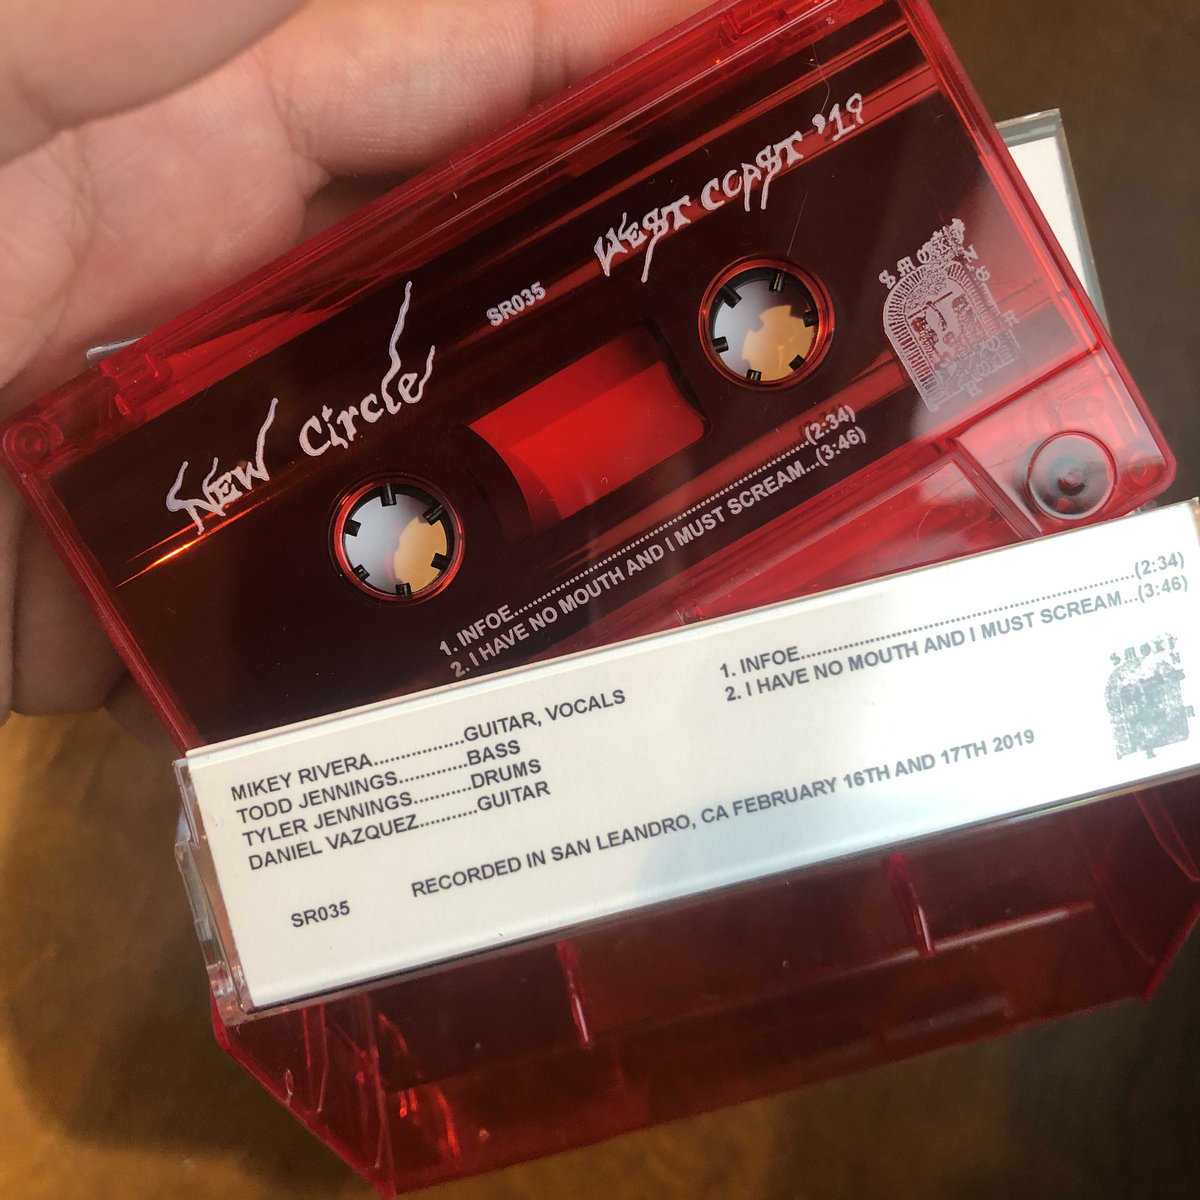 New Circle
SR035
West Coast '19
1. INFOE........................................(2:34)
2. I HAVE NO MOUTH AND I MUST SCREAM...(3:46)
MIKEY RIVERA..................GUITAR, VOCALS
TODD JENNINGS.............BASS
TYLER JENNINGS...........DRUMS
DANIEL VAZQUEZ...........GUITAR
1. INFOE........................................(2:34)
2. I HAVE NO MOUTH AND I MUST SCREAM...(3:46)
SR035
RECORDED IN SAN LEANDRO, CA FEBRUARY 16TH AND 17TH 2019